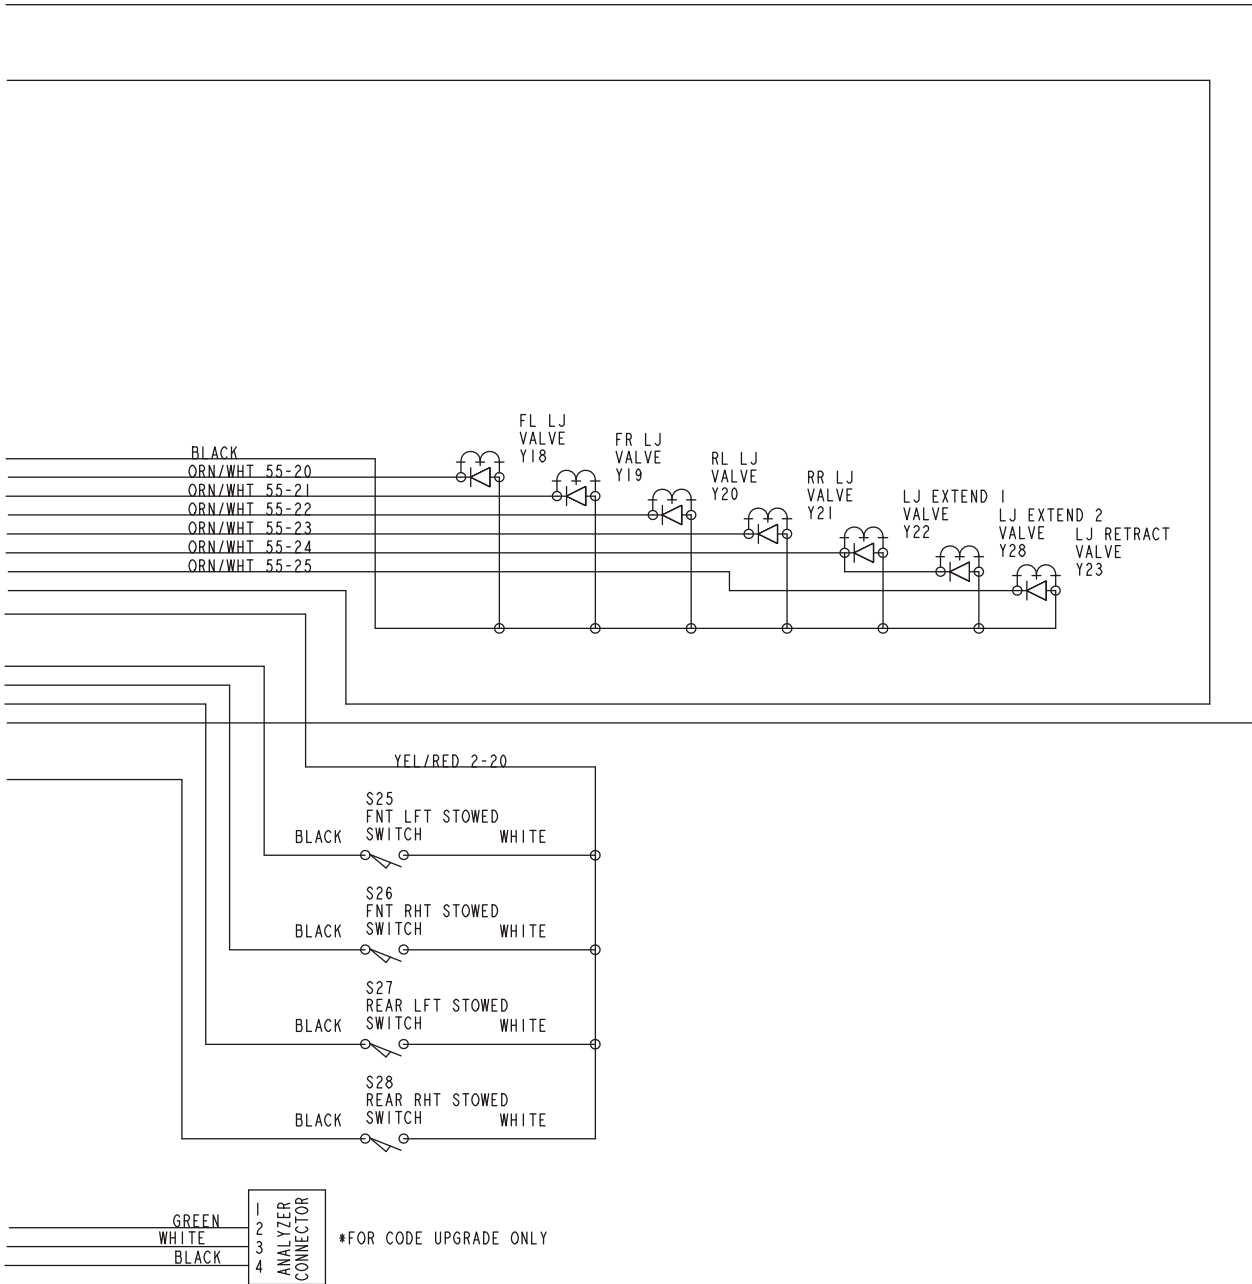 FL LJ
VALVE
Y18
FR LJ
VALVE
Y19
RL LJ
VALVE
Y20
RR LJ
VALVE
Y21
LJ EXTEND 1
VALVE
Y22
LJ EXTEND 2
VALVE
Y28
LJ RETRACT
VALVE
Y23
BLACK
ORN/WHT 55-20
ORN/WHT 55-21
ORN/WHT 55-22
ORN/WHT 55-23
ORN/WHT 55-24
ORN/WHT 55-25
YEL/RED 2-20
S25
FNT LFT STOWED
BLACK SWITCH WHITE
S26
FNT RHT STOWED
BLACK SWITCH WHITE
S27
REAR LFT STOWED
BLACK SWITCH WHITE
S28
REAR RHT STOWED
BLACK SWITCH WHITE
GREEN
WHITE
BLACK
1
2
3
4
ANALYZER
CONNECTOR
*FOR CODE UPGRADE ONLY